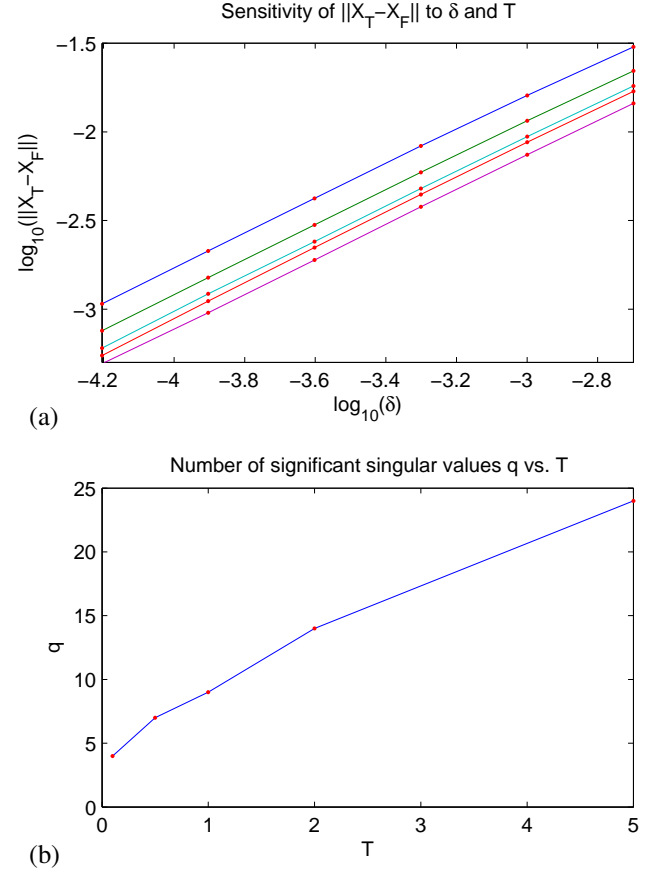 Sensitivity of ||X_T−X_F|| to δ and T
−1.5
−2
−2.5
−3
log_10(||X_T−X_F||)
−4.2 −4 −3.8 −3.6 −3.4 −3.2 −3 −2.8
log_10(δ)
(a)
Number of significant singular values q vs. T
25
20
15
10
5
0
q
0 1 2 3 4 5
T
(b)